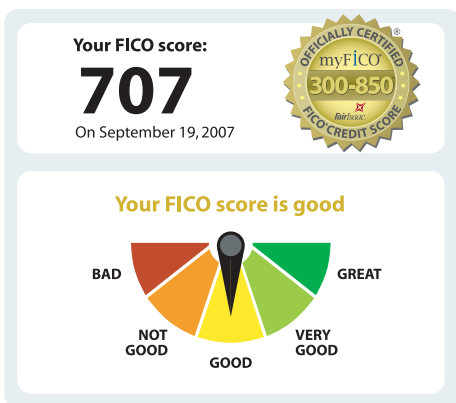 Your FICO score:
707
On September 19, 2007
OFFICIALLY CERTIFIED
®
myFICO®
300-850
FairIsaac
FICO® CREDIT SCORE
Your FICO score is good
BAD
GREAT
NOT
GOOD
VERY
GOOD
GOOD